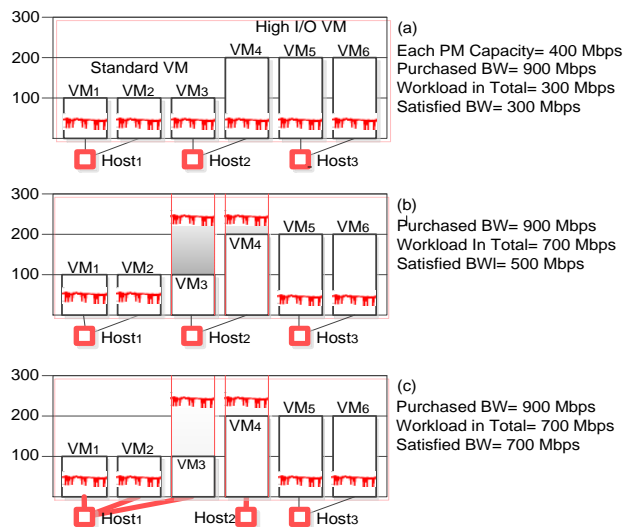 300
200
100
Standard VM
High I/O VM
VM1
VM2
VM3
VM4
VM5
VM6
Host1
Host2
Host3
(a)
Each PM Capacity= 400 Mbps
Purchased BW= 900 Mbps
Workload in Total= 300 Mbps
Satisfied BW= 300 Mbps
300
200
100
VM1
VM2
VM3
VM4
VM5
VM6
Host1
Host2
Host3
(b)
Purchased BW= 900 Mbps
Workload In Total= 700 Mbps
Satisfied BWl= 500 Mbps
300
200
100
VM1
VM2
VM3
VM4
VM5
VM6
Host1
Host2
Host3
(c)
Purchased BW= 900 Mbps
Workload in Total= 700 Mbps
Satisfied BW= 700 Mbps